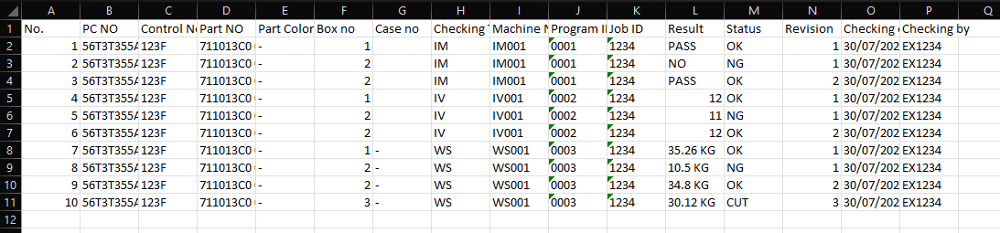 A B C D E F G H I J K L M N O P Q
1 No. PC NO Control No Part NO Part Color Box no Case no Checking Machine N Program I Job ID Result Status Revision Checking Checking by
2 1 56T3T355A 123F 711013C0 - 1 IM IM001 0001 1234 PASS OK 1 30/07/202 EX1234
3 2 56T3T355A 123F 711013C0 - 2 IM IM001 0001 1234 NO NG 1 30/07/202 EX1234
4 3 56T3T355A 123F 711013C0 - 2 IM IM001 0001 1234 PASS OK 2 30/07/202 EX1234
5 4 56T3T355A 123F 711013C0 - 1 IV IV001 0002 1234 12 OK 1 30/07/202 EX1234
6 5 56T3T355A 123F 711013C0 - 2 IV IV001 0002 1234 11 NG 1 30/07/202 EX1234
7 6 56T3T355A 123F 711013C0 - 2 IV IV001 0002 1234 12 OK 2 30/07/202 EX1234
8 7 56T3T355A 123F 711013C0 - 1 - WS WS001 0003 1234 35.26 KG OK 1 30/07/202 EX1234
9 8 56T3T355A 123F 711013C0 - 2 - WS WS001 0003 1234 10.5 KG NG 1 30/07/202 EX1234
10 9 56T3T355A 123F 711013C0 - 2 - WS WS001 0003 1234 34.8 KG OK 2 30/07/202 EX1234
11 10 56T3T355A 123F 711013C0 - 3 - WS WS001 0003 1234 30.12 KG CUT 3 30/07/202 EX1234
12